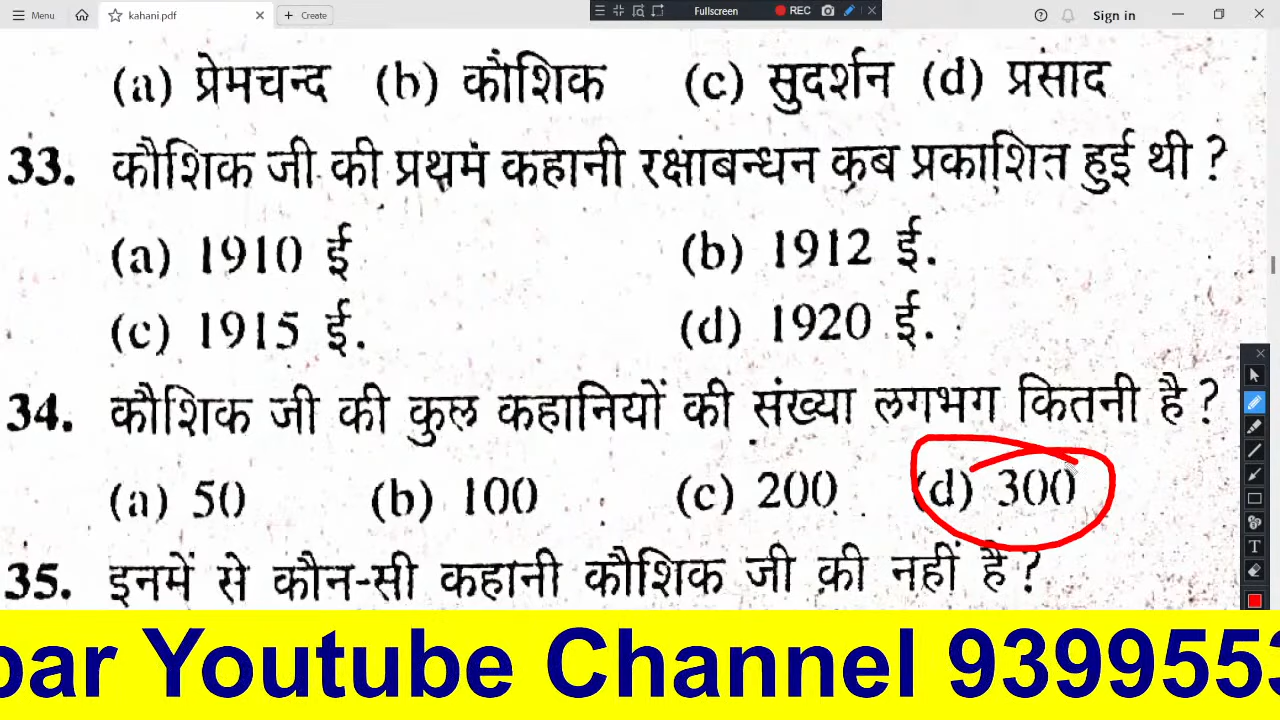 Menu kahani.pdf × + Create Fullscreen REC Sign in
(a) प्रेमचन्द (b) कौशिक (c) सुदर्शन (d) प्रसाद
33. कौशिक जी की प्रथम कहानी रक्षाबन्धन कब प्रकाशित हुई थी ?
(a) 1910 ई (b) 1912 ई.
(c) 1915 ई. (d) 1920 ई.
34. कौशिक जी की कुल कहानियों की संख्या लगभग कितनी है ?
(a) 50 (b) 100 (c) 200 (d) 300
35. इनमें से कौन-सी कहानी कौशिक जी की नहीं है ?
par Youtube Channel 9399553